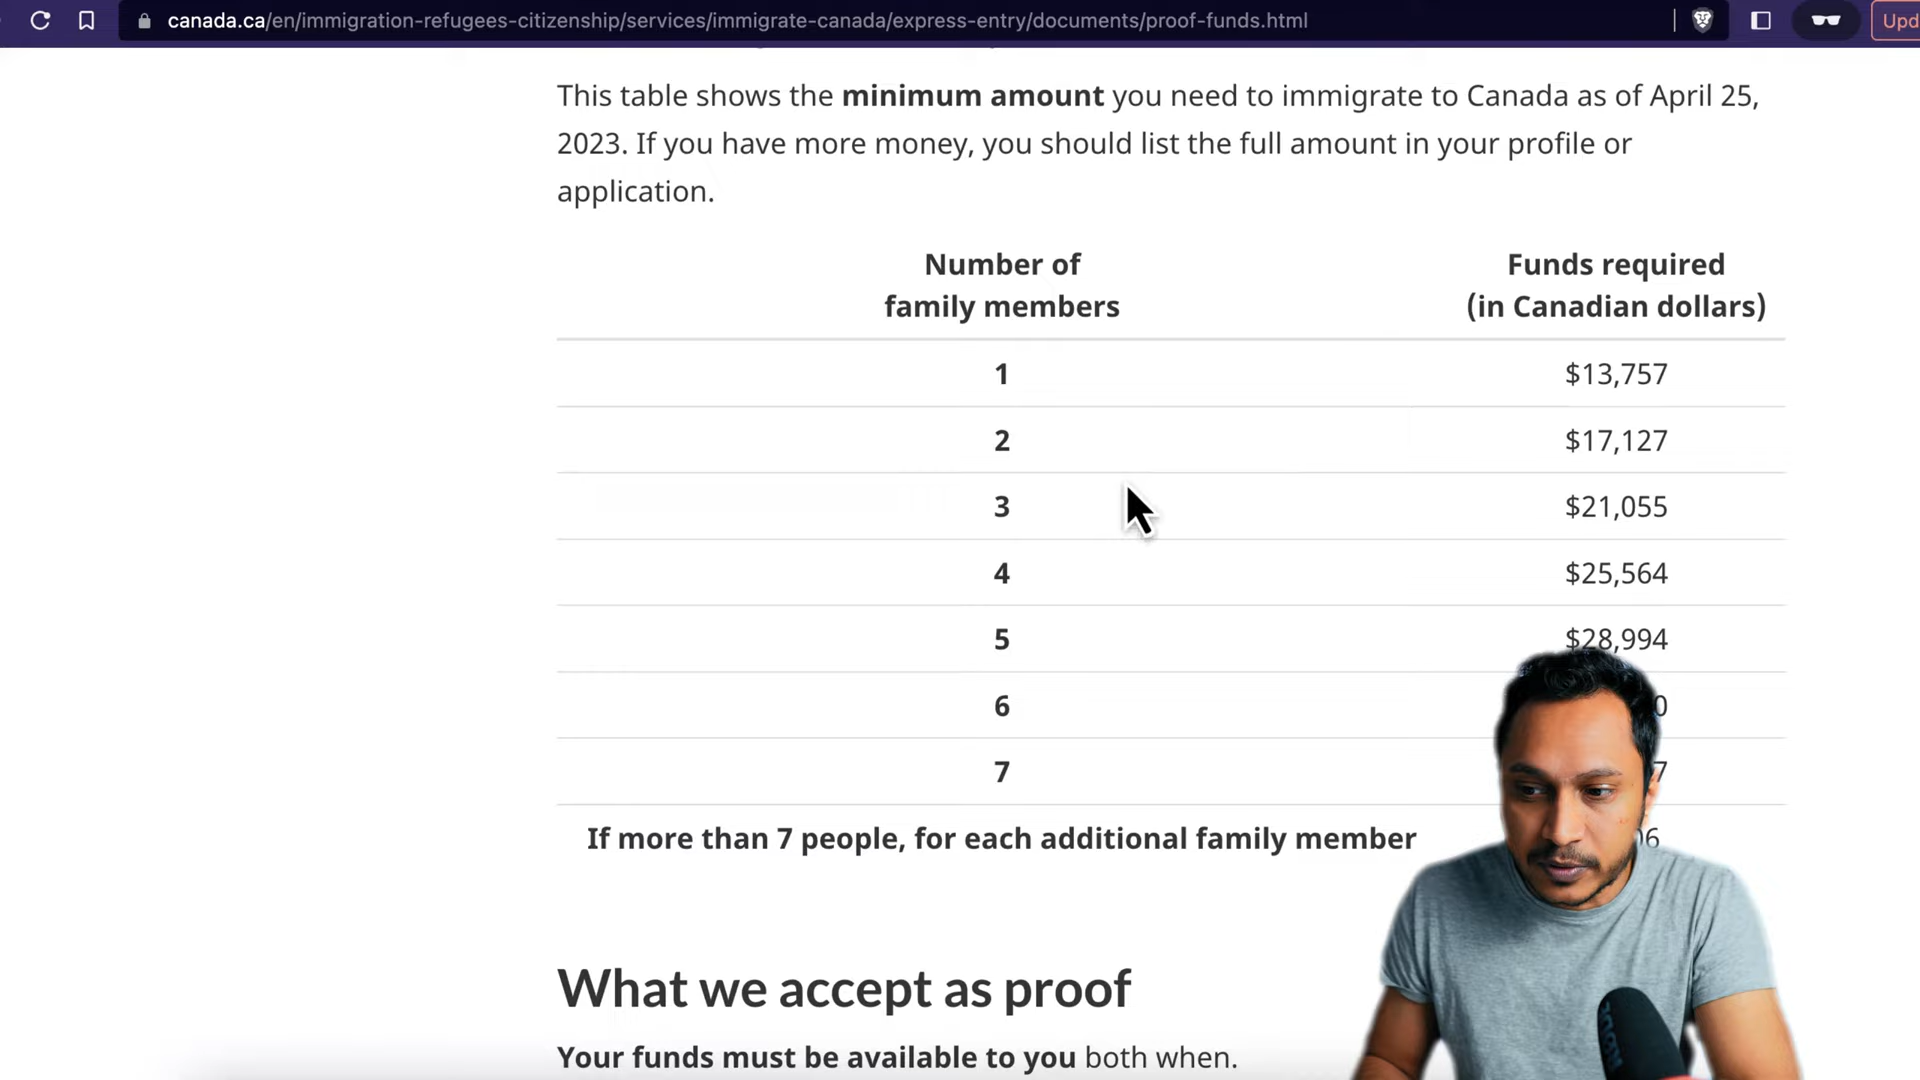 canada.ca/en/immigration-refugees-citizenship/services/immigrate-canada/express-entry/documents/proof-funds.html
This table shows the minimum amount you need to immigrate to Canada as of April 25,
2023. If you have more money, you should list the full amount in your profile or
application.
Number of
family members
Funds required
(in Canadian dollars)
1 $13,757
2 $17,127
3 $21,055
4 $25,564
5 $28,994
6
7
If more than 7 people, for each additional family member
What we accept as proof
Your funds must be available to you both when.